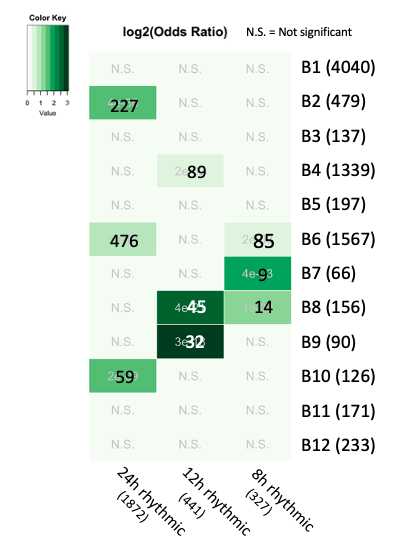 Color Key
0 1 2 3
Value
log2(Odds Ratio) N.S. = Not significant
N.S. N.S. N.S. B1 (4040)
227 N.S. N.S. B2 (479)
N.S. N.S. N.S. B3 (137)
N.S. 89 N.S. B4 (1339)
N.S. N.S. N.S. B5 (197)
476 N.S. 85 B6 (1567)
N.S. N.S. 9 B7 (66)
N.S. 45 14 B8 (156)
N.S. 32 N.S. B9 (90)
59 N.S. N.S. B10 (126)
N.S. N.S. N.S. B11 (171)
N.S. N.S. N.S. B12 (233)
24h rhythmic
(1872)
12h rhythmic
(441)
8h rhythmic
(327)